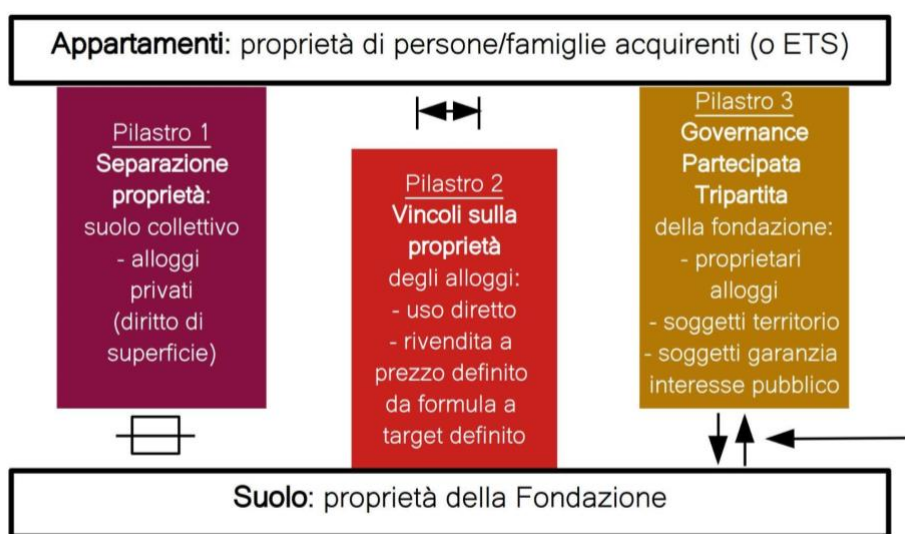 Appartamenti: proprietà di persone/famiglie acquirenti (o ETS)
Pilastro 1
Separazione
proprietà:
suolo collettivo
- alloggi
privati
(diritto di
superficie)
Pilastro 2
Vincoli sulla
proprietà
degli alloggi:
- uso diretto
- rivendita a
prezzo definito
da formula a
target definito
Pilastro 3
Governance
Partecipata
Tripartita
della fondazione:
- proprietari
alloggi
- soggetti territorio
- soggetti garanzia
interesse pubblico
Suolo: proprietà della Fondazione